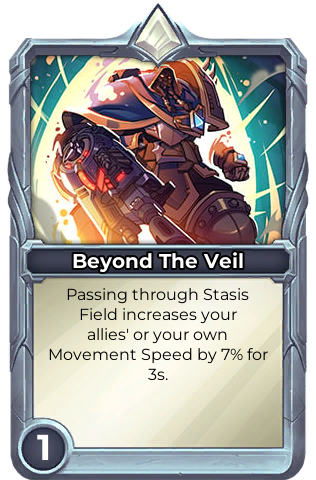 Beyond The Veil
Passing through Stasis
Field increases your
allies' or your own
Movement Speed by 7% for
3s.
1